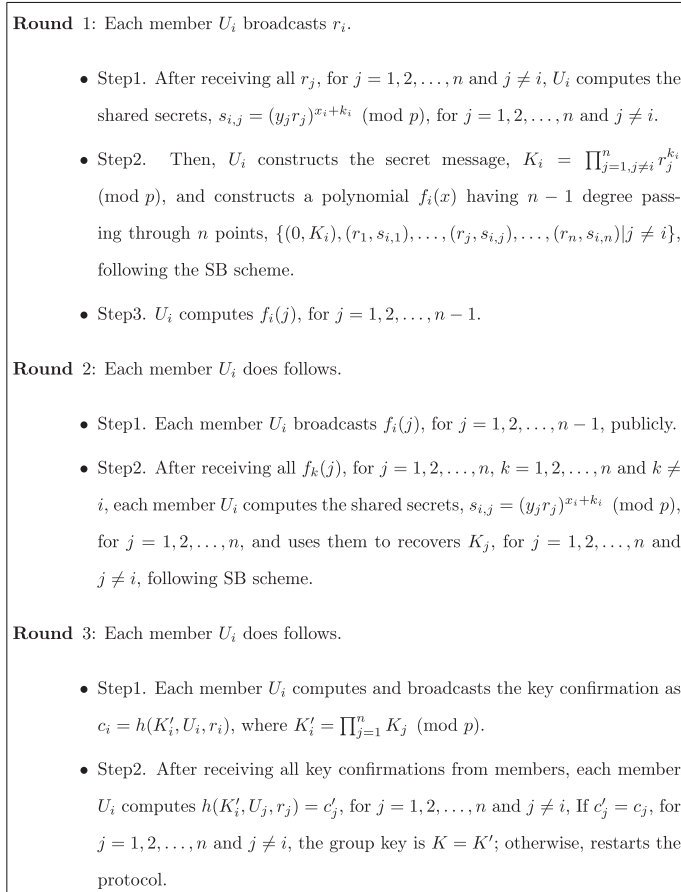 Round 1: Each member U_i broadcasts r_i.
• Step1. After receiving all r_j, for j = 1, 2, . . . , n and j ≠ i, U_i computes the
shared secrets, s_{i,j} = (y_j r_j)^{x_i+k_i} (mod p), for j = 1, 2, . . . , n and j ≠ i.
• Step2. Then, U_i constructs the secret message, K_i = ∏_{j=1,j≠i}^{n} r_j^{k_i}
(mod p), and constructs a polynomial f_i(x) having n − 1 degree pass-
ing through n points, {(0, K_i), (r_1, s_{i,1}), . . . , (r_j, s_{i,j}), . . . , (r_n, s_{i,n})|j ≠ i},
following the SB scheme.
• Step3. U_i computes f_i(j), for j = 1, 2, . . . , n − 1.
Round 2: Each member U_i does follows.
• Step1. Each member U_i broadcasts f_i(j), for j = 1, 2, . . . , n − 1, publicly.
• Step2. After receiving all f_k(j), for j = 1, 2, . . . , n, k = 1, 2, . . . , n and k ≠
i, each member U_i computes the shared secrets, s_{i,j} = (y_j r_j)^{x_i+k_i} (mod p),
for j = 1, 2, . . . , n, and uses them to recovers K_j, for j = 1, 2, . . . , n and
j ≠ i, following SB scheme.
Round 3: Each member U_i does follows.
• Step1. Each member U_i computes and broadcasts the key confirmation as
c_i = h(K′_i, U_i, r_i), where K′_i = ∏_{j=1}^{n} K_j (mod p).
• Step2. After receiving all key confirmations from members, each member
U_i computes h(K′_i, U_j, r_j) = c′_j, for j = 1, 2, . . . , n and j ≠ i, If c′_j = c_j, for
j = 1, 2, . . . , n and j ≠ i, the group key is K = K′; otherwise, restarts the
protocol.